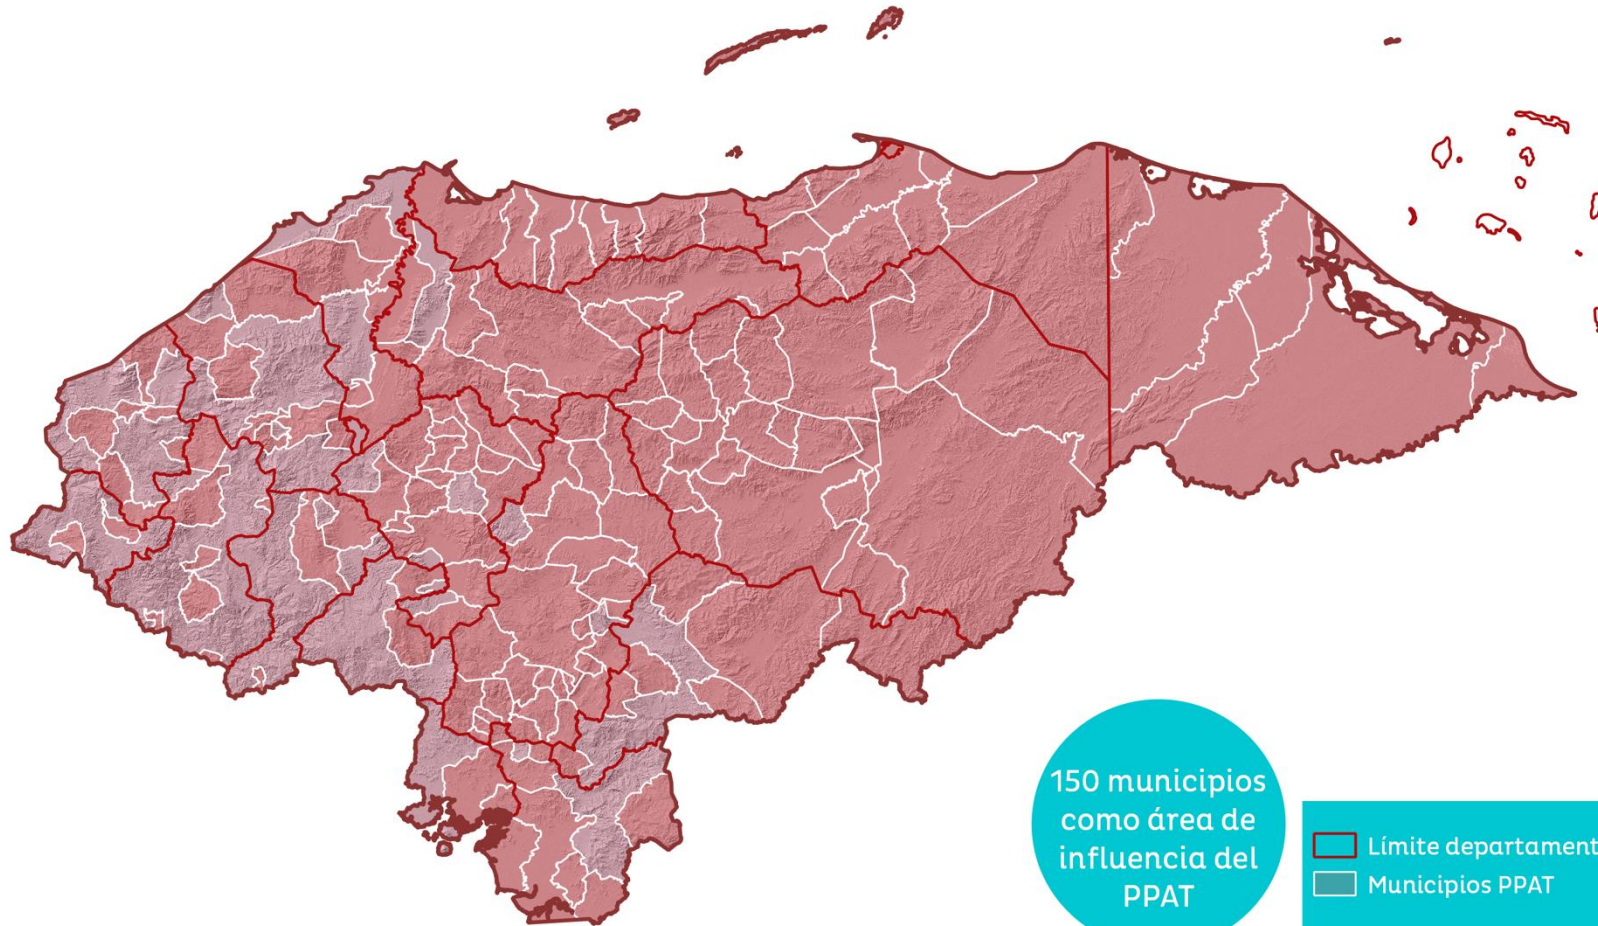 150 municipios
como área de
influencia del
PPAT
Límite departament
Municipios PPAT